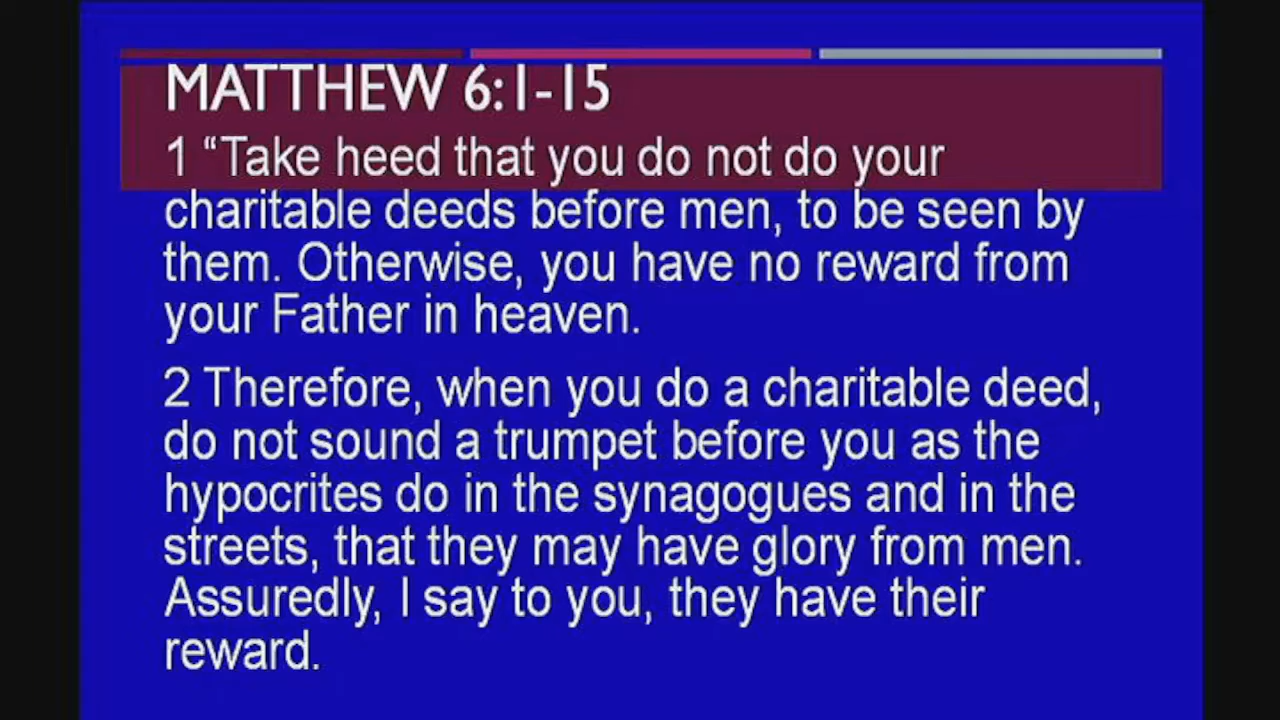 MATTHEW 6:1-15
1 “Take heed that you do not do your
charitable deeds before men, to be seen by
them. Otherwise, you have no reward from
your Father in heaven.
2 Therefore, when you do a charitable deed,
do not sound a trumpet before you as the
hypocrites do in the synagogues and in the
streets, that they may have glory from men.
Assuredly, I say to you, they have their
reward.